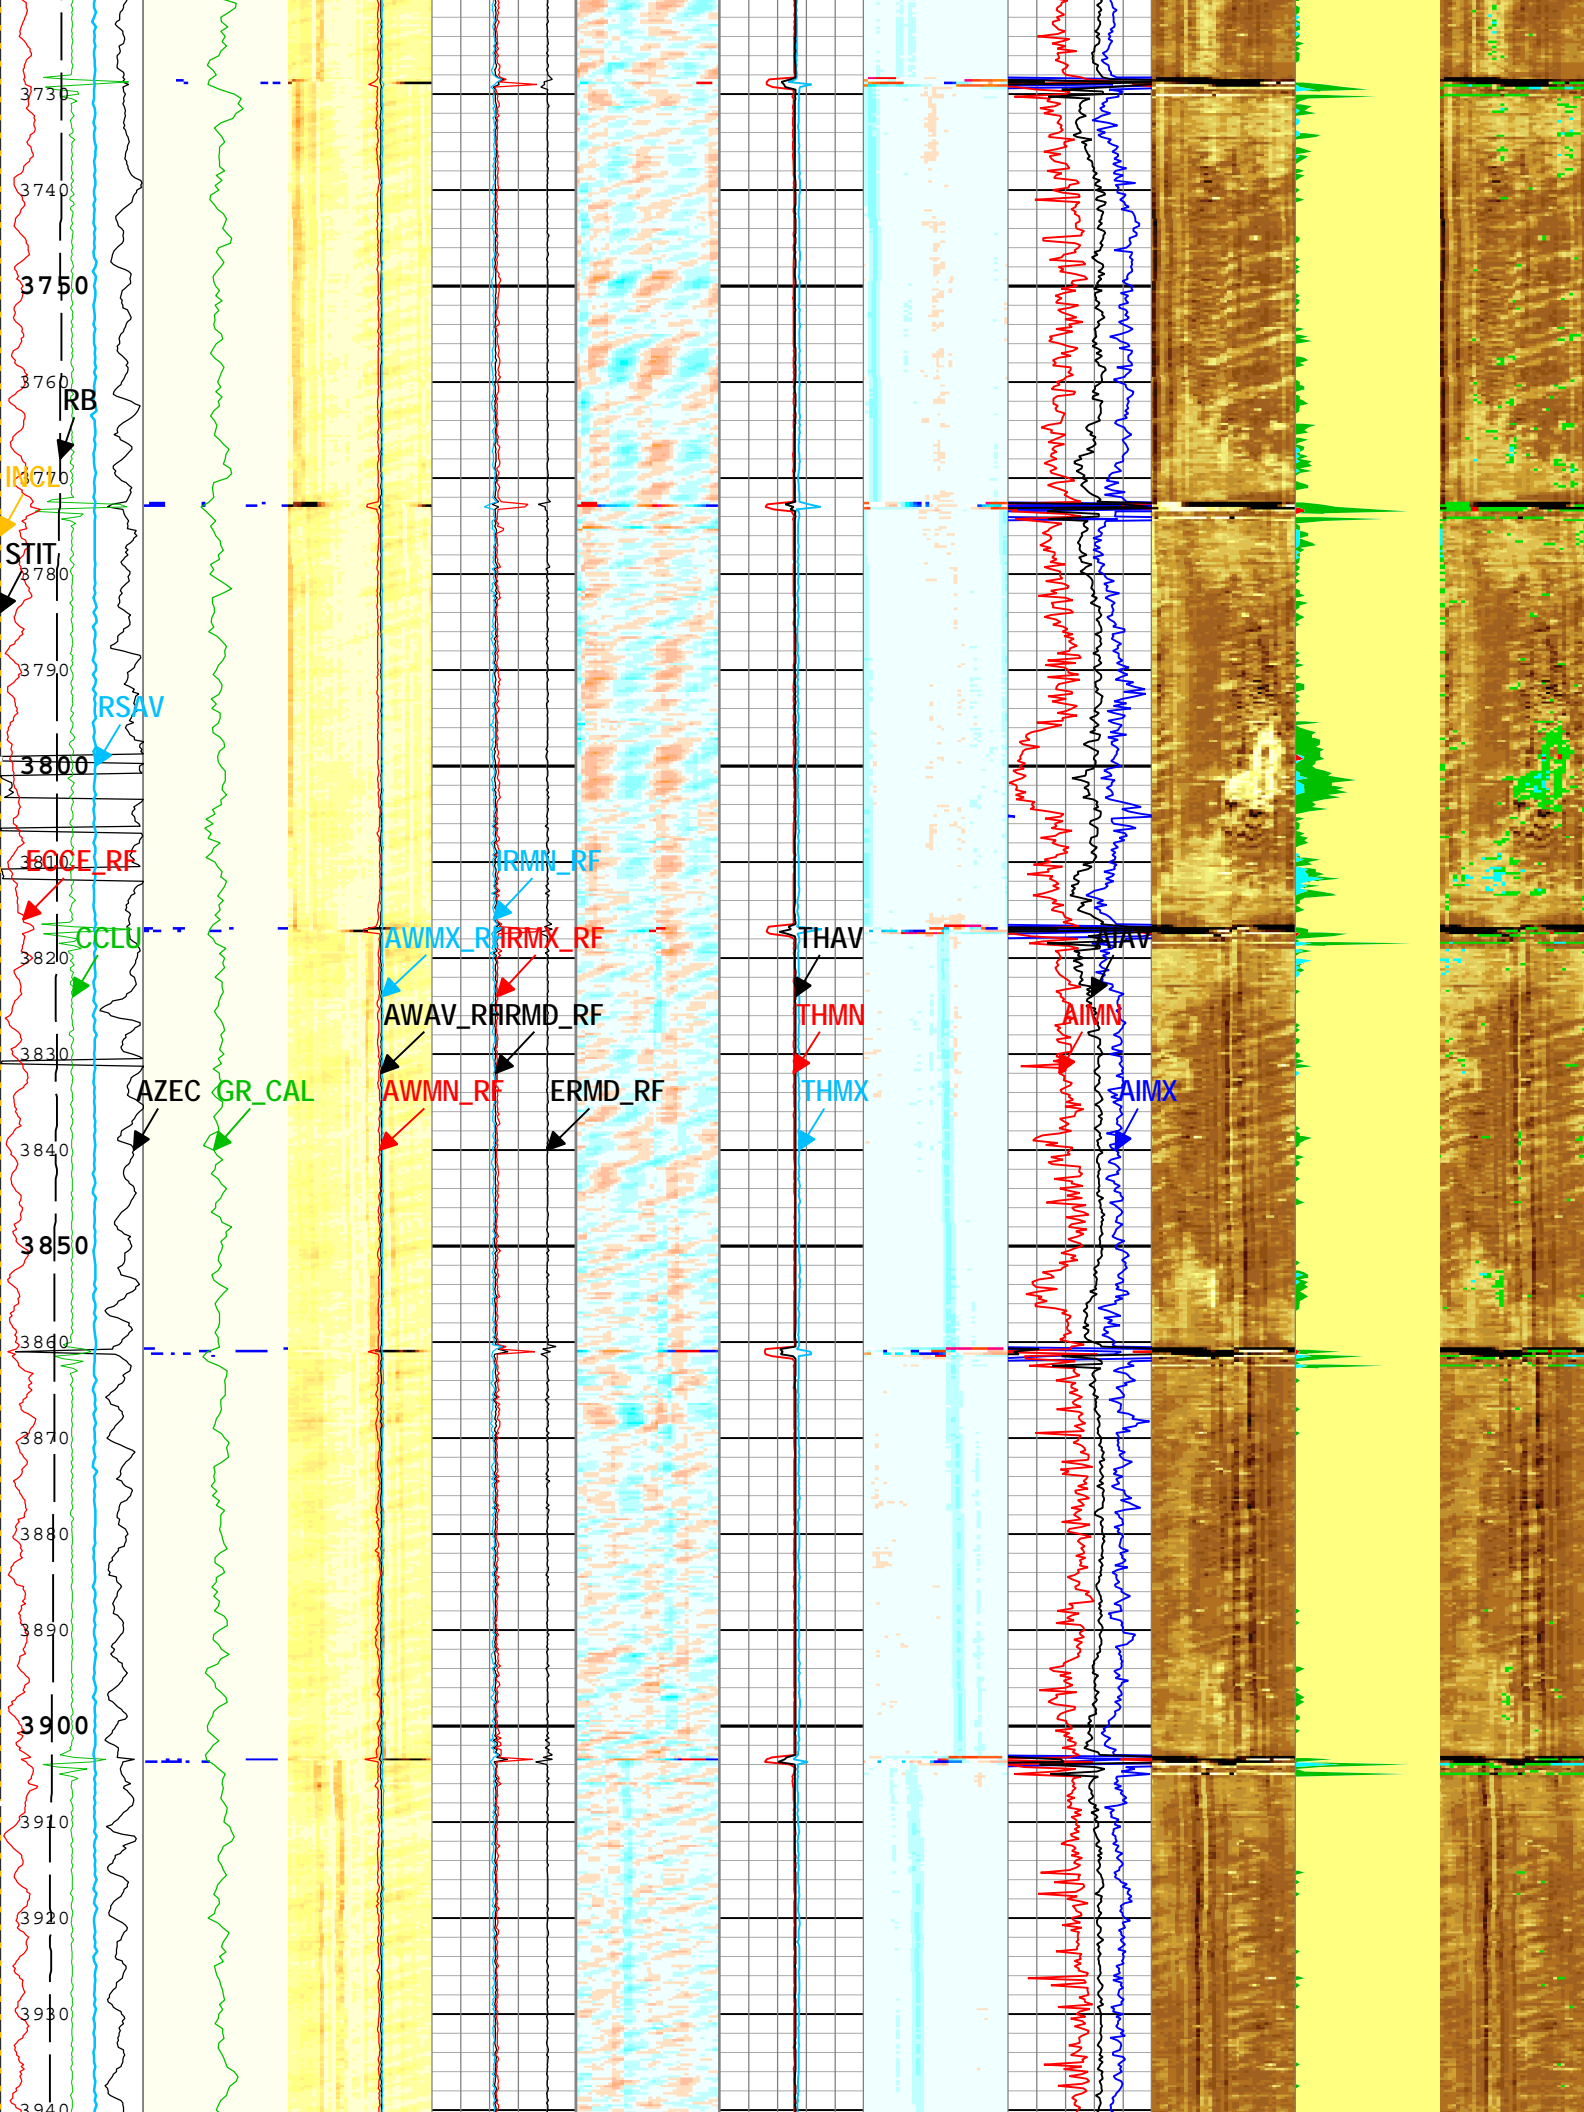 3730
3740
3750
3760
RB
INCL
3770
STIT
3780
3790
RSAV
3800
3810
ECCE_RF
IRMN_RF
CCLU
AWMX_RF
IRMX_RF
THAV
AIAV
3820
AWAV_RF
IRMD_RF
THMN
AIMN
3830
AZEC
GR_CAL
AWMN_RF
ERMD_RF
THMX
AIMX
3840
3850
3860
3870
3880
3890
3900
3910
3920
3930
3940